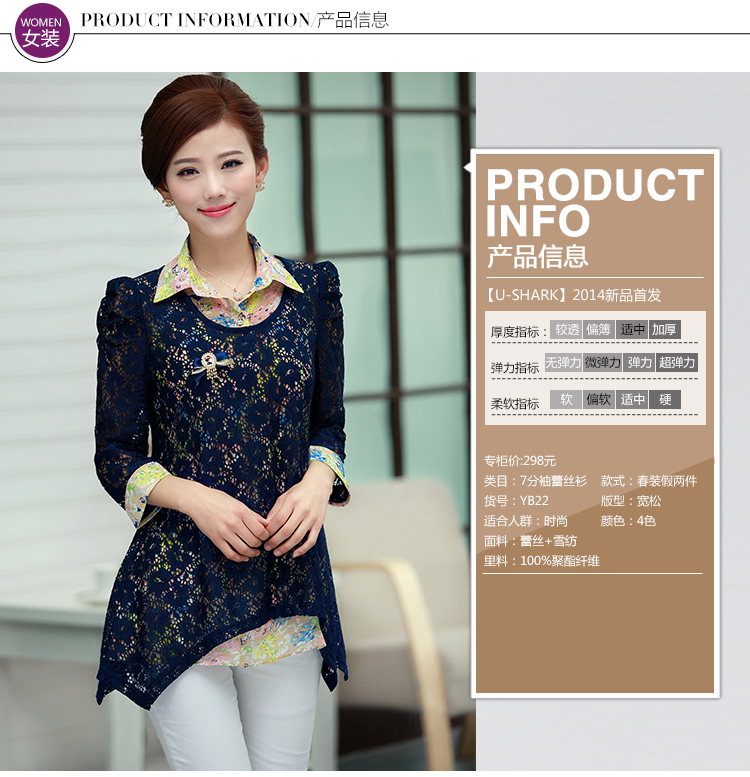 WOMEN
女装
PRODUCT INFORMATION/产品信息
PRODUCT
INFO
产品信息
【U-SHARK】2014新品首发
厚度指标: 较透 偏薄 适中 加厚
弹力指标 无弹力 微弹力 弹力 超弹力
柔软指标 软 偏软 适中 硬
专柜价:298元
类目:7分袖蕾丝衫 款式:春装假两件
货号:YB22 版型:宽松
适合人群:时尚 颜色:4色
面料:蕾丝+雪纺
里料:100%聚酯纤维